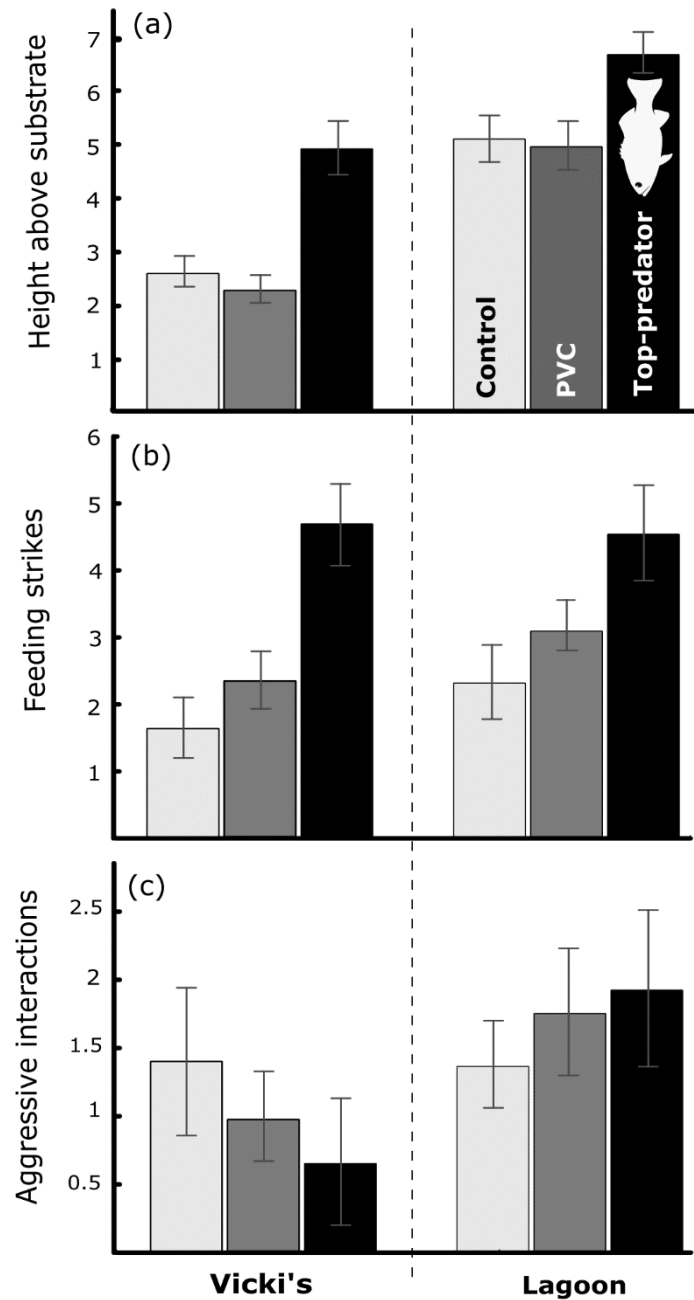 (a)
Height above substrate
7
6
5
4
3
2
1
Control
PVC
Top-predator
(b)
Feeding strikes
6
5
4
3
2
1
(c)
Aggressive interactions
2.5
2
1.5
1
0.5
Vicki's
Lagoon